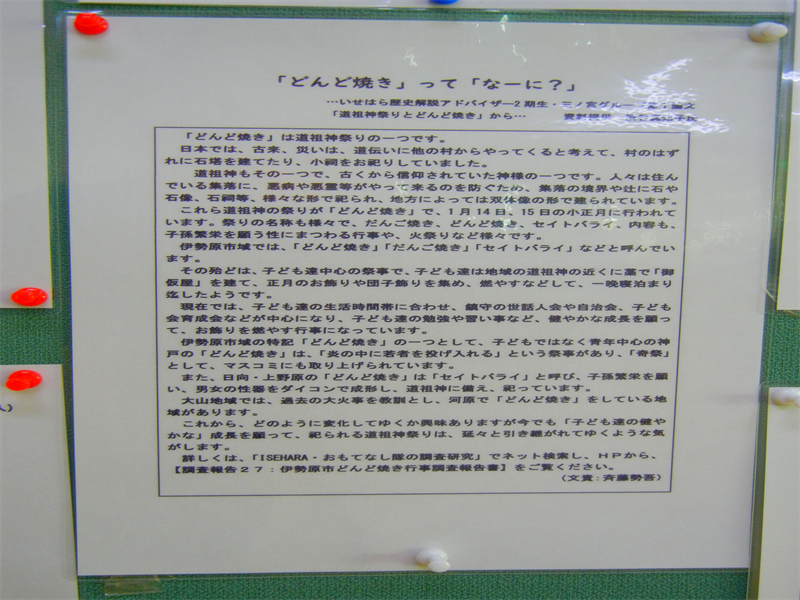 「どんど焼き」って「なーに？」
…いせはら歴史解説アドバイザー2期生・三ノ宮グループ
「道祖神祭りとどんど焼き」から…　資料提供
「どんど焼き」は道祖神祭りの一つです。
日本では、古来、災いは、道伝いに他の村からやってくると考えて、村のはず
れに石塔を建てたり、小祠をお祀りしていました。
道祖神もその一つで、古くから信仰されていた神様の一つです。人々は住ん
でいる集落に、悪病や悪霊等がやって来るのを防ぐため、集落の境界や辻に石や
石像、石祠等、様々な形で祀られ、地方によっては双体像の形で建てられています。
これら道祖神の祭りが「どんど焼き」で、1月14日、15日の小正月に行われて
います。祭りの名称も様々で、だんご焼き、どんど焼き、セイトバライ、内容も、
子孫繁栄を願う性にまつわる行事や、火祭りなど様々です。
伊勢原市域では、「どんど焼き」「だんご焼き」「セイトバライ」などと呼んでい
ます。
その殆どは、子ども達中心の祭事で、子ども達は地域の道祖神の近くに藁で「御
仮屋」を建て、正月のお飾りや団子飾りを集め、燃やすなどして、一晩寝泊まり
迄したようです。
現在では、子ども達の生活時間帯に合わせ、鎮守の世話人会や自治会、子ども
会育成会などが中心になり、子ども達の勉強や習い事など、健やかな成長を願っ
て、お飾りを燃やす行事になっています。
伊勢原市域の特記「どんど焼き」の一つとして、子どもではなく青年中心の神
戸の「どんど焼き」は、「炎の中に若者を投げ入れる」という祭事があり、「奇祭」
として、マスコミにも取り上げられています。
また、日向・上野原の「どんど焼き」は「セイトバライ」と呼び、子孫繁栄を願
い、男女の性器をダイコンで成形し、道祖神に備え、祀っています。
大山地域では、過去の大火事を教訓とし、河原で「どんど焼き」をしている地
域があります。
これから、どのように変化してゆくか興味ありますが今でも「子ども達の健や
かな」成長を願って、祀られる道祖神祭りは、延々と引き継がれてゆくような気
がします。
詳しくは、「ISEHARA・おもてなし隊の調査研究」でネット検索し、ＨＰから、
【調査報告２７：伊勢原市どんど焼き行事調査報告書】をご覧ください。
（文責：斉藤勢吾）